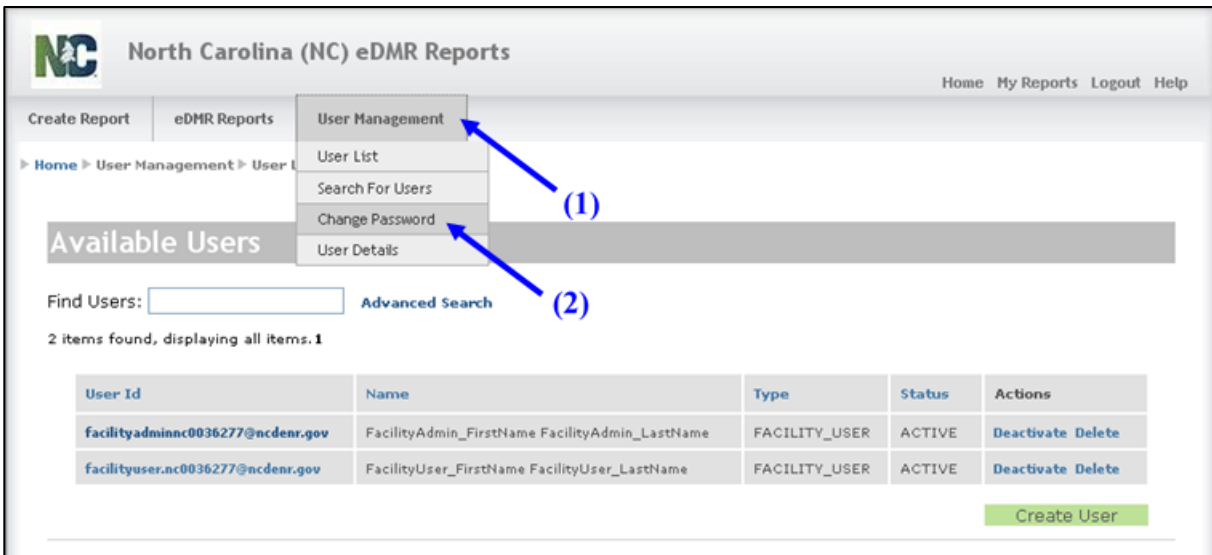 NC North Carolina (NC) eDMR Reports
Home My Reports Logout Help
Create Report eDMR Reports User Management
Home User Management User L
User List
Search For Users
(1)
Change Password
Available Users
User Details
Find Users: Advanced Search
(2)
2 items found, displaying all items.1
User Id Name Type Status Actions
facilityadminnc0036277@ncdenr.gov FacilityAdmin_FirstName FacilityAdmin_LastName FACILITY_USER ACTIVE Deactivate Delete
facilityuser.nc0036277@ncdenr.gov FacilityUser_FirstName FacilityUser_LastName FACILITY_USER ACTIVE Deactivate Delete
Create User